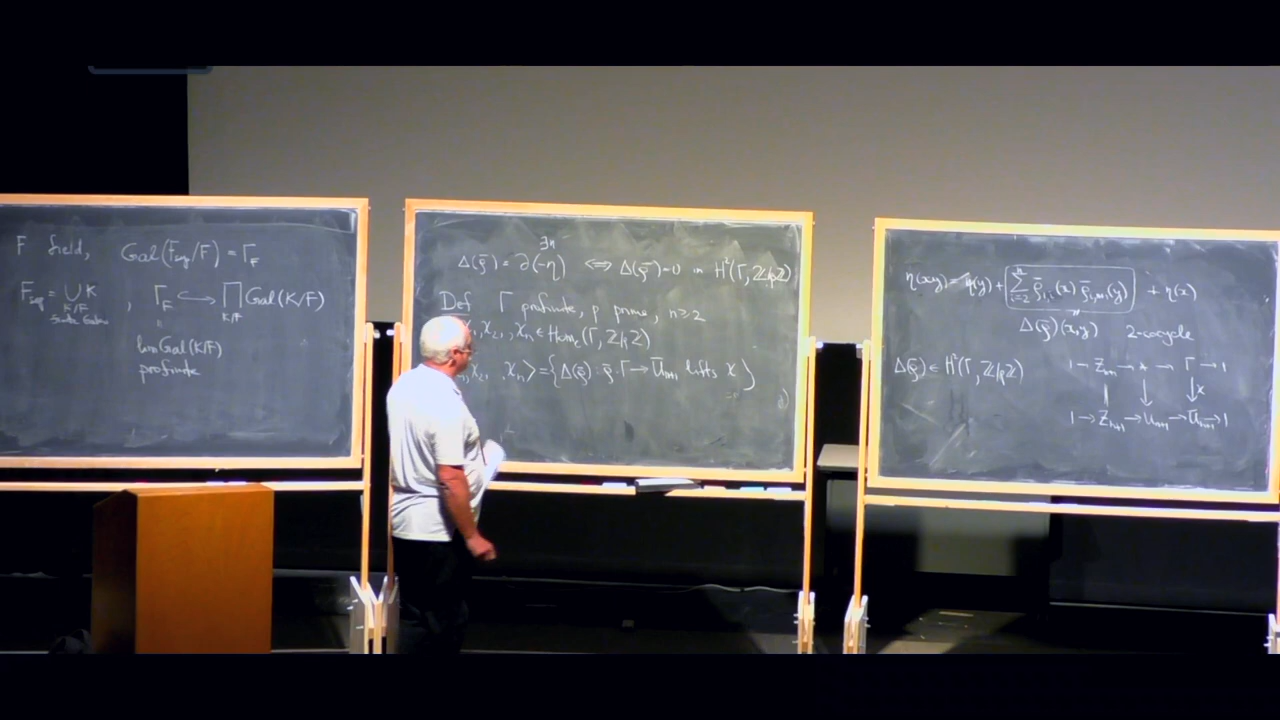 F field, Gal(F_sep/F) = Γ_F
F_sep = ∪ K , Γ_F ↪ ∏ Gal(K/F)
K/F K/F
finite Galois
lim Gal(K/F)
profinite
∃η
Δ(ρ̄) = ∂(-η) ⟺ Δ(ρ̄)=0 in H²(Γ, ℤ/pℤ)
Def Γ profinite, p prime, n≥2
, χ₂, , χₙ ∈ Hom_c(Γ, ℤ/pℤ)
, χ₂, , χₙ⟩ = {Δ(ρ̄) : ρ̄ : Γ → Ū_{n+1} lifts χ}
η(xy) = η(y) + ∑_{i=2}^{n} ρ̄_{1,i}(x) ρ̄_{i,n+1}(y) + η(x)
Δ(ρ̄)(x,y) 2-cocycle
Δ(ρ̄) ∈ H²(Γ, ℤ/pℤ)
1 → Z_{n+1} → * → Γ → 1
χ
1 → Z_{n+1} → U_{n+1} → Ū_{n+1} → 1